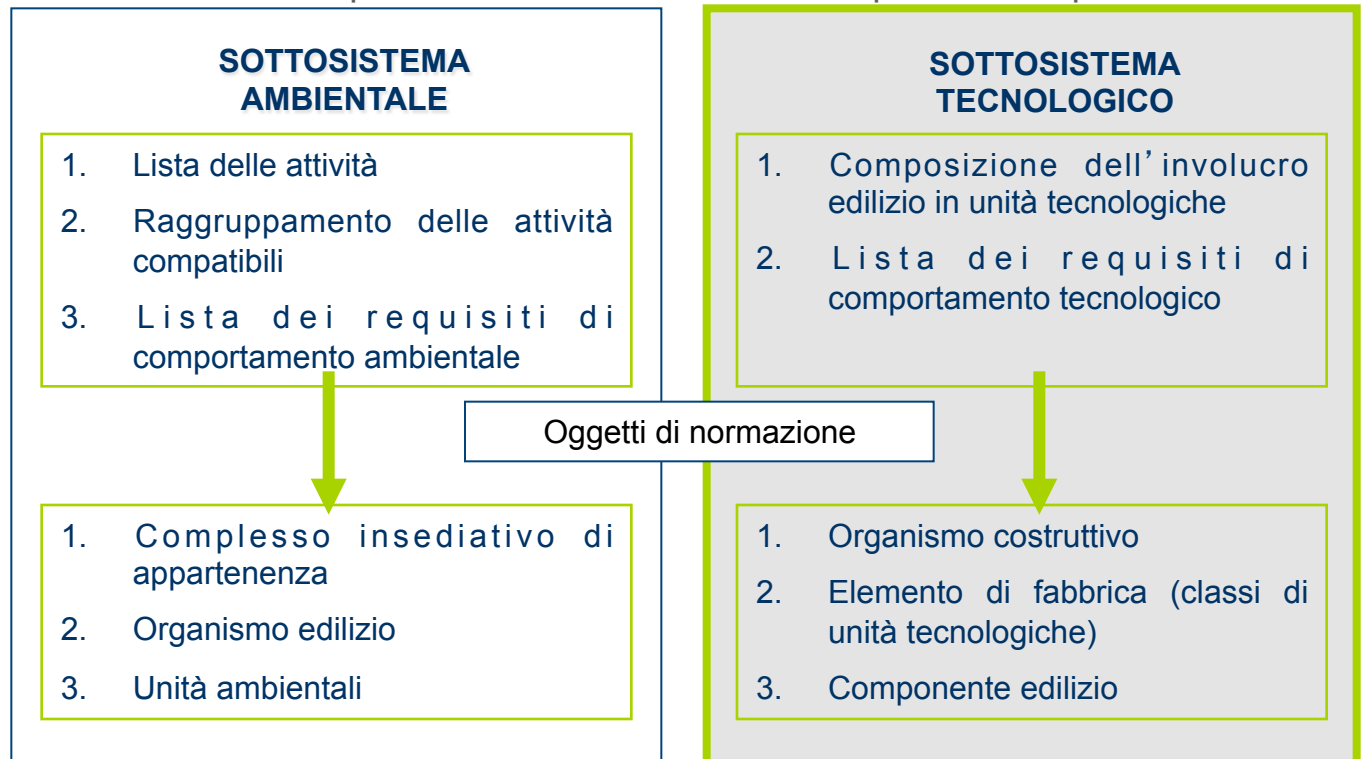 SOTTOSISTEMA
AMBIENTALE
1. Lista delle attività
2. Raggruppamento delle attività
compatibili
3. Lista dei requisiti di
comportamento ambientale
SOTTOSISTEMA
TECNOLOGICO
1. Composizione dell'involucro
edilizio in unità tecnologiche
2. Lista dei requisiti di
comportamento tecnologico
Oggetti di normazione
1. Complesso insediativo di
appartenenza
2. Organismo edilizio
3. Unità ambientali
1. Organismo costruttivo
2. Elemento di fabbrica (classi di
unità tecnologiche)
3. Componente edilizio